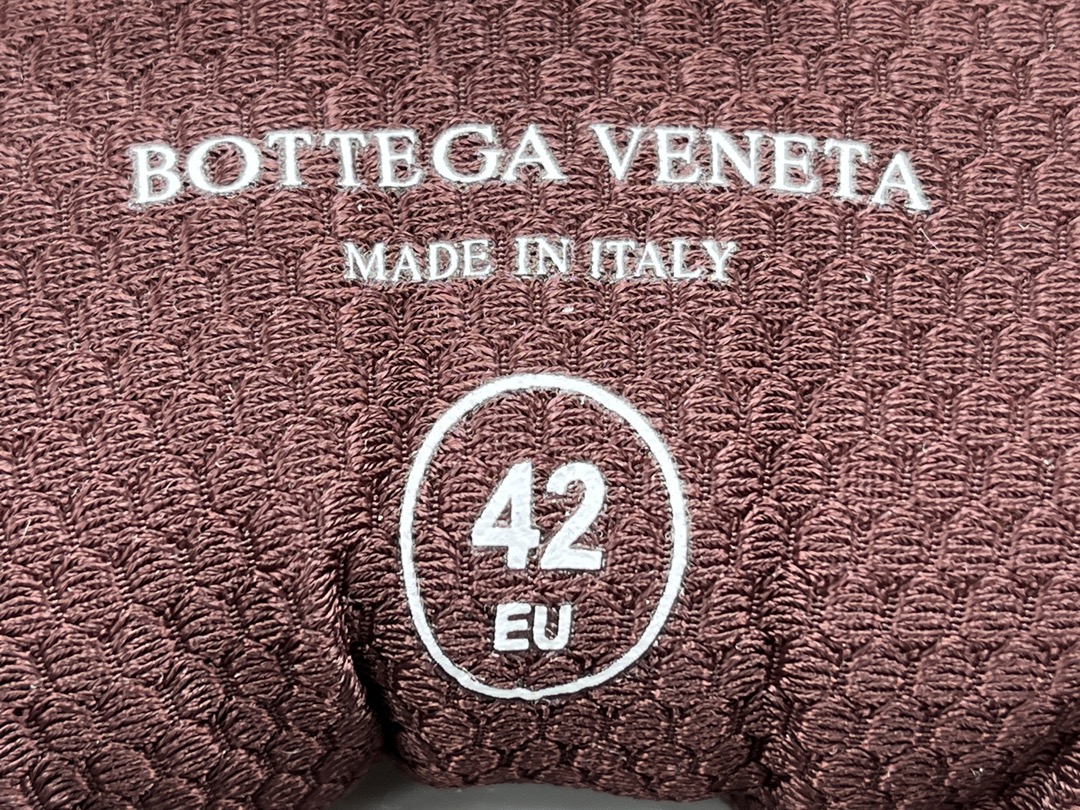 BOTTEGA VENETA
MADE IN ITALY
42
EU